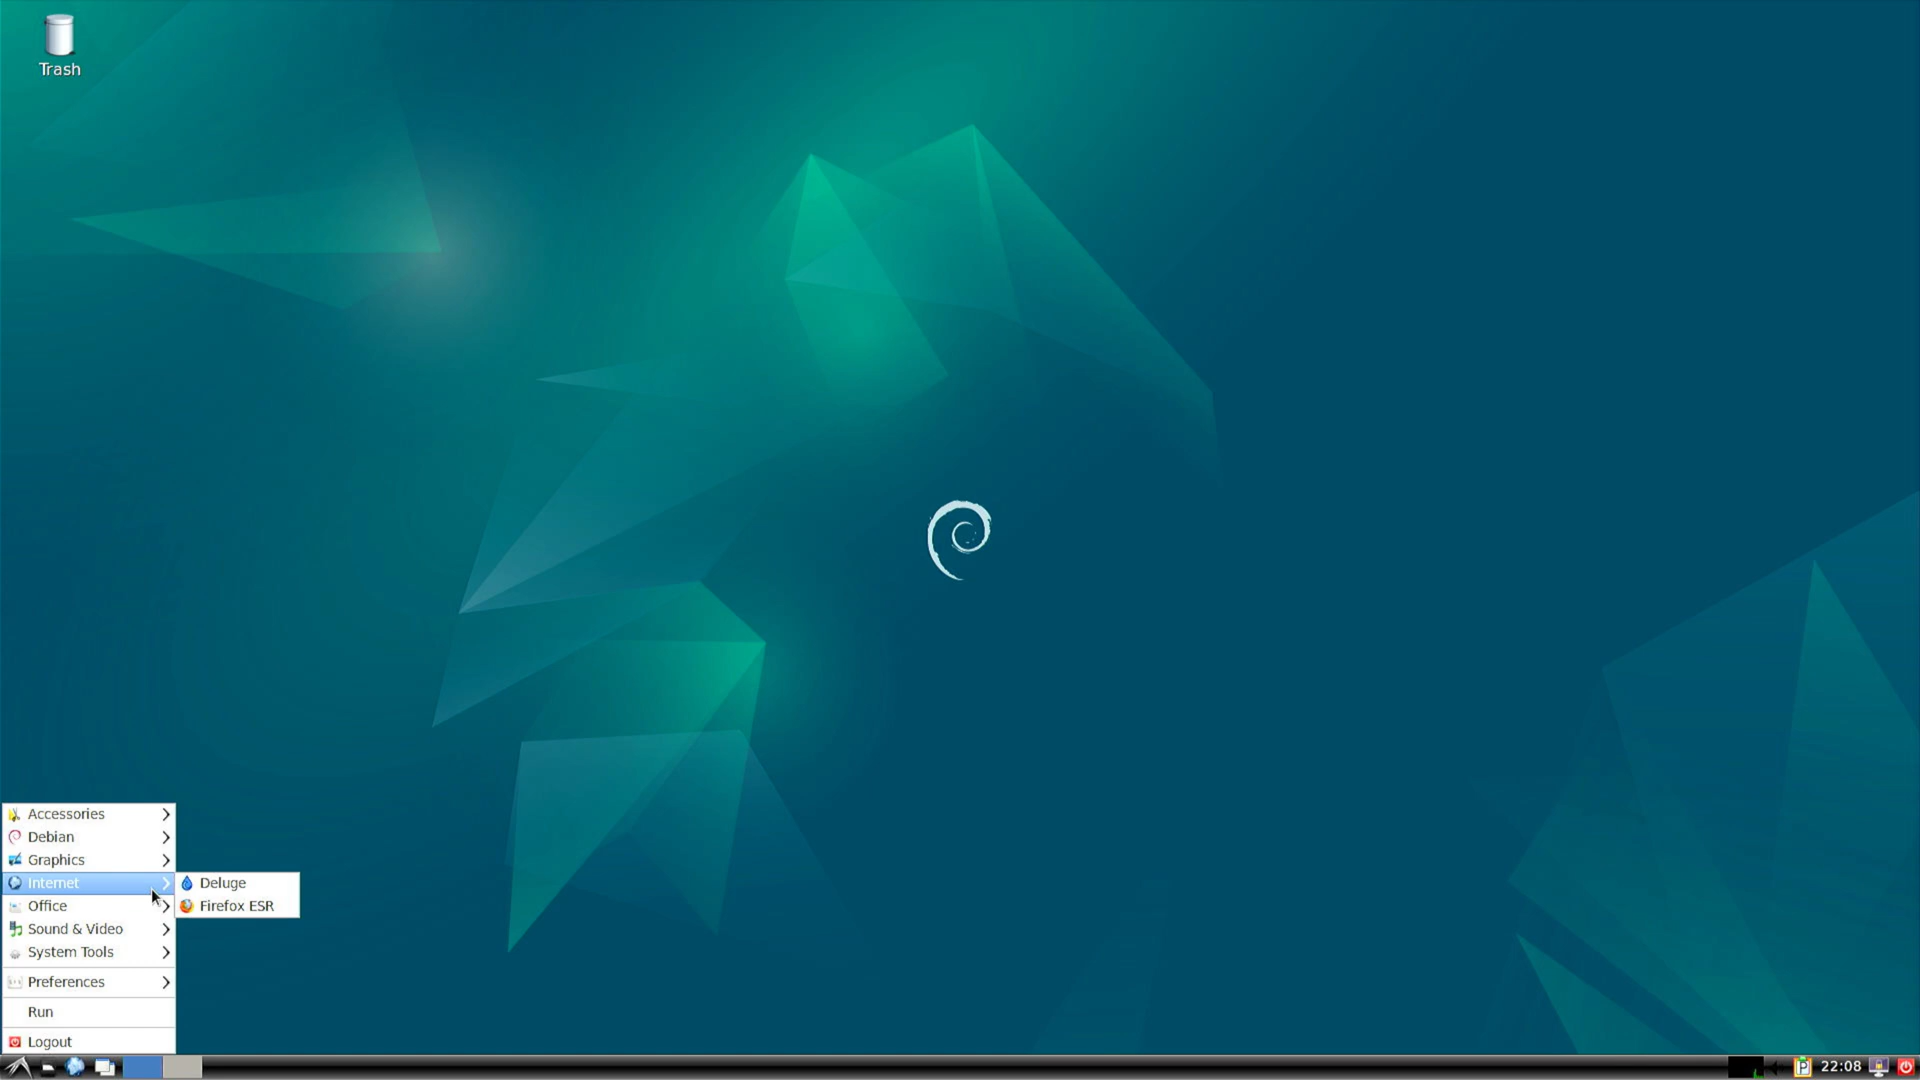 Trash
Accessories
Debian
Graphics
Internet
Deluge
Office
Firefox ESR
Sound & Video
System Tools
Preferences
Run
Logout
22:08